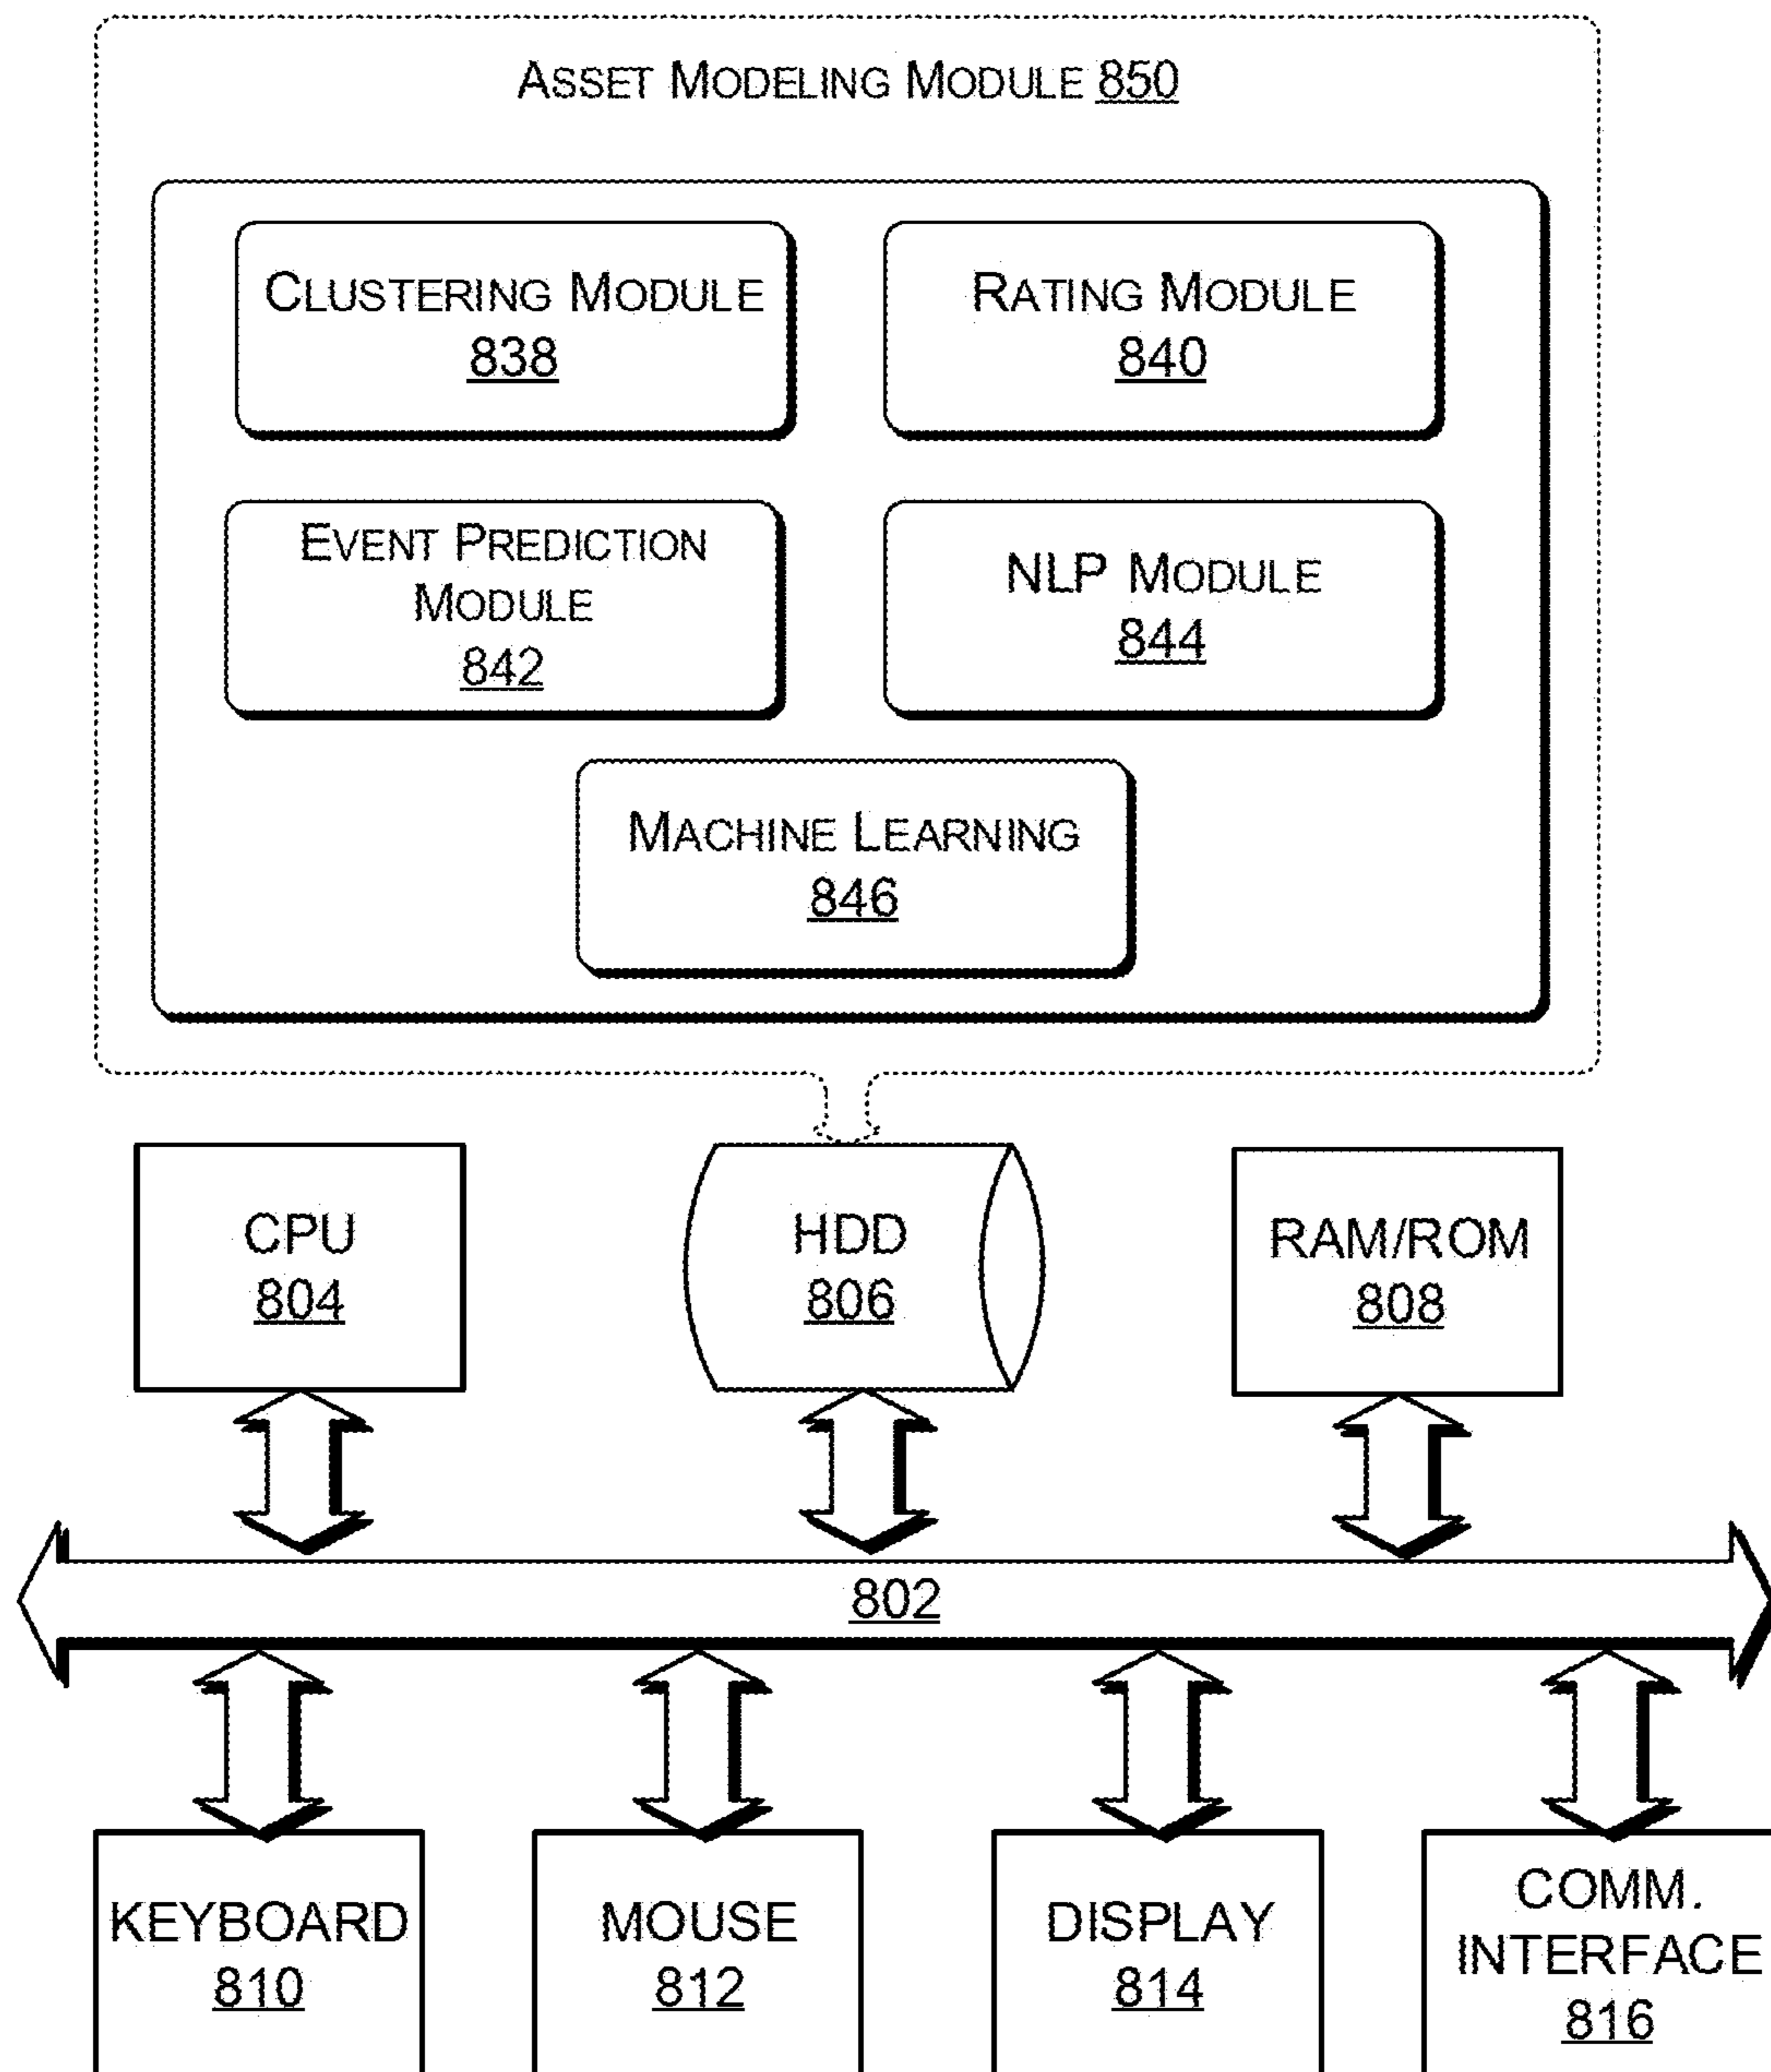 ASSET MODELING MODULE 850
CLUSTERING MODULE
838
RATING MODULE
840
EVENT PREDICTION
MODULE
842
NLP MODULE
844
MACHINE LEARNING
846
CPU
804
HDD
806
RAM/ROM
808
802
KEYBOARD
810
MOUSE
812
DISPLAY
814
COMM.
INTERFACE
816